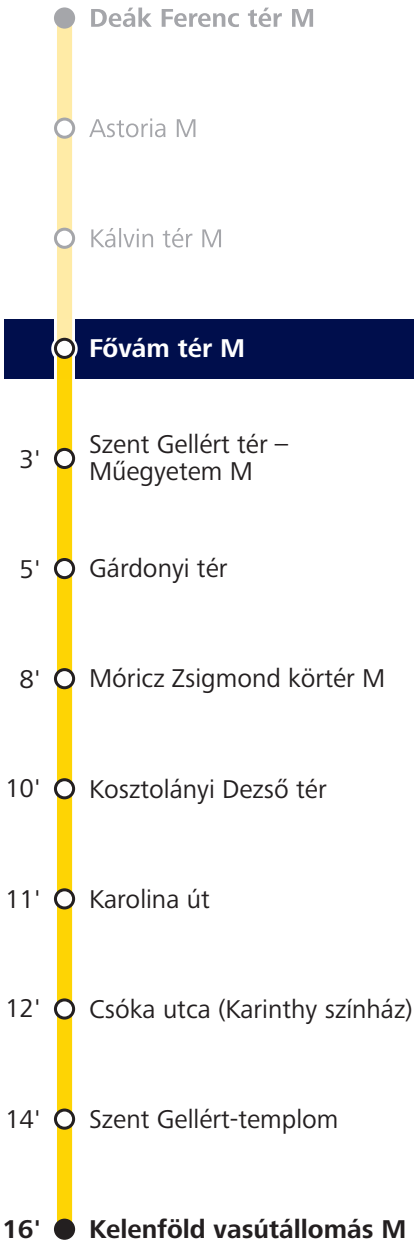 Deák Ferenc tér M
Astoria M
Kálvin tér M
Fővám tér M
3' Szent Gellért tér –
Műegyetem M
5' Gárdonyi tér
8' Móricz Zsigmond körtér M
10' Kosztolányi Dezső tér
11' Karolina út
12' Csóka utca (Karinthy színház)
14' Szent Gellért-templom
16' Kelenföld vasútállomás M